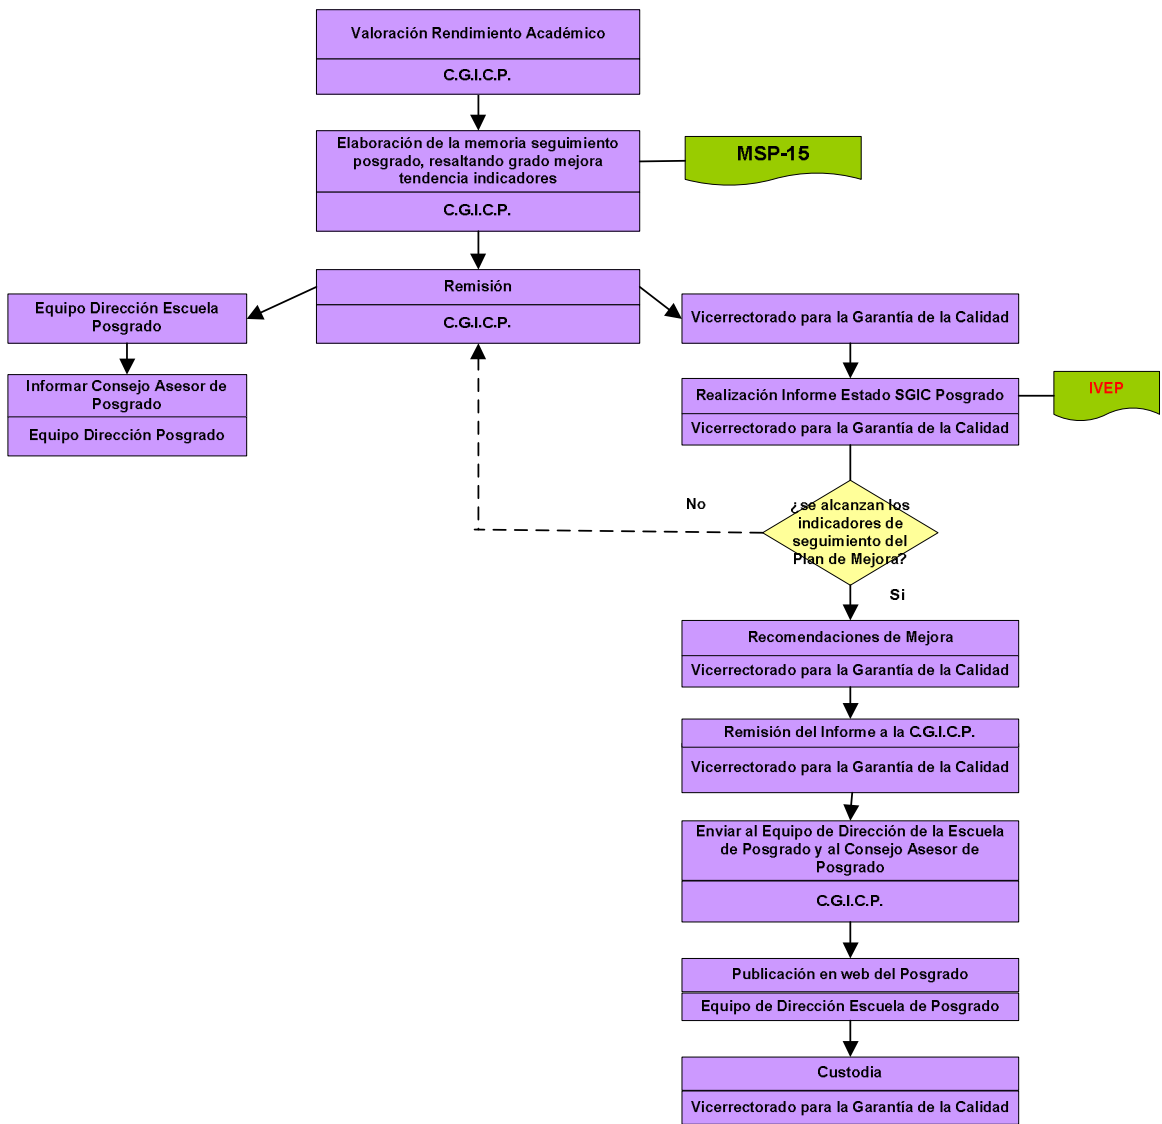 Valoración Rendimiento Académico
C.G.I.C.P.
Elaboración de la memoria seguimiento
posgrado, resaltando grado mejora
tendencia indicadores
C.G.I.C.P.
MSP-15
Remisión
C.G.I.C.P.
Equipo Dirección Escuela
Posgrado
Informar Consejo Asesor de
Posgrado
Equipo Dirección Posgrado
Vicerrectorado para la Garantía de la Calidad
Realización Informe Estado SGIC Posgrado
Vicerrectorado para la Garantía de la Calidad
IVEP
No
¿se alcanzan los
indicadores de
seguimiento del
Plan de Mejora?
Si
Recomendaciones de Mejora
Vicerrectorado para la Garantía de la Calidad
Remisión del Informe a la C.G.I.C.P.
Vicerrectorado para la Garantía de la Calidad
Enviar al Equipo de Dirección de la Escuela
de Posgrado y al Consejo Asesor de
Posgrado
C.G.I.C.P.
Publicación en web del Posgrado
Equipo de Dirección Escuela de Posgrado
Custodia
Vicerrectorado para la Garantía de la Calidad